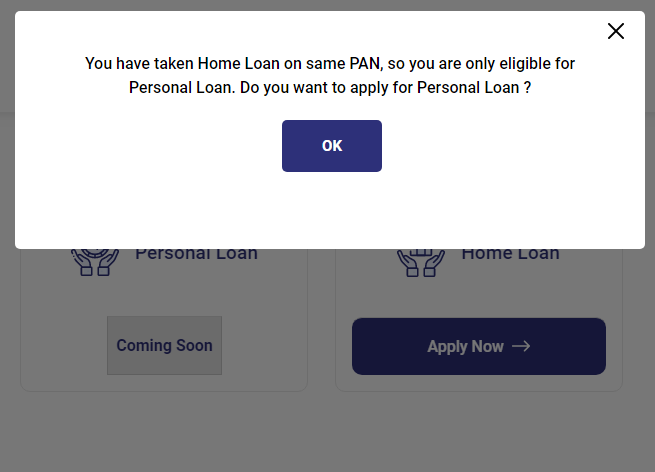 You have taken Home Loan on same PAN, so you are only eligible for
Personal Loan. Do you want to apply for Personal Loan ?
OK
Personal Loan
Home Loan
Coming Soon
Apply Now